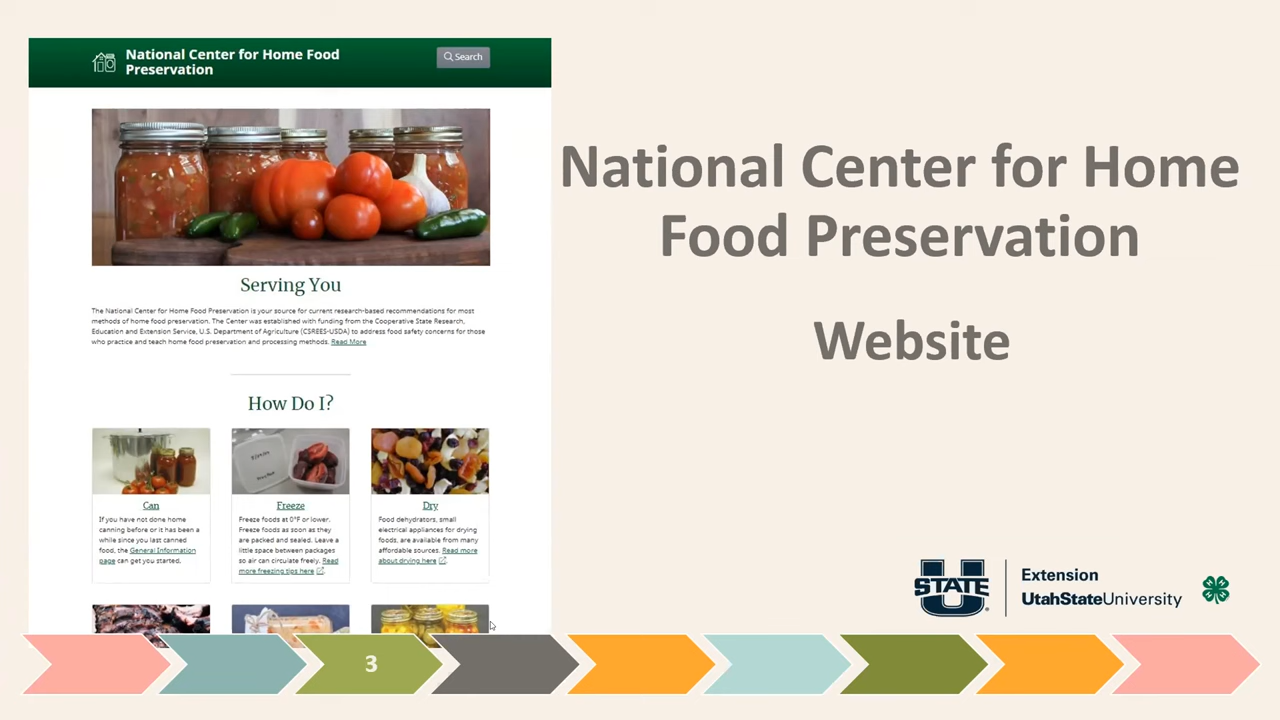 National Center for Home Food
Preservation
Search
Serving You
The National Center for Home Food Preservation is your source for current research-based recommendations for most
methods of home food preservation. The Center was established with funding from the Cooperative State Research,
Education and Extension Service, U.S. Department of Agriculture (CSREES-USDA) to address food safety concerns for those
who practice and teach home food preservation and processing methods. Read More
How Do I?
Can
If you have not done home
canning before or it has been a
while since you last canned
food, the General Information
page can get you started.
Freeze
Freeze foods at 0°F or lower.
Freeze foods as soon as they
are packed and sealed. Leave a
little space between packages
so air can circulate freely. Read
more freezing tips here
Dry
Food dehydrators, small
electrical appliances for drying
foods, are available from many
affordable sources. Read more
about drying here
National Center for Home
Food Preservation
Website
U STATE
Extension
UtahStateUniversity
3